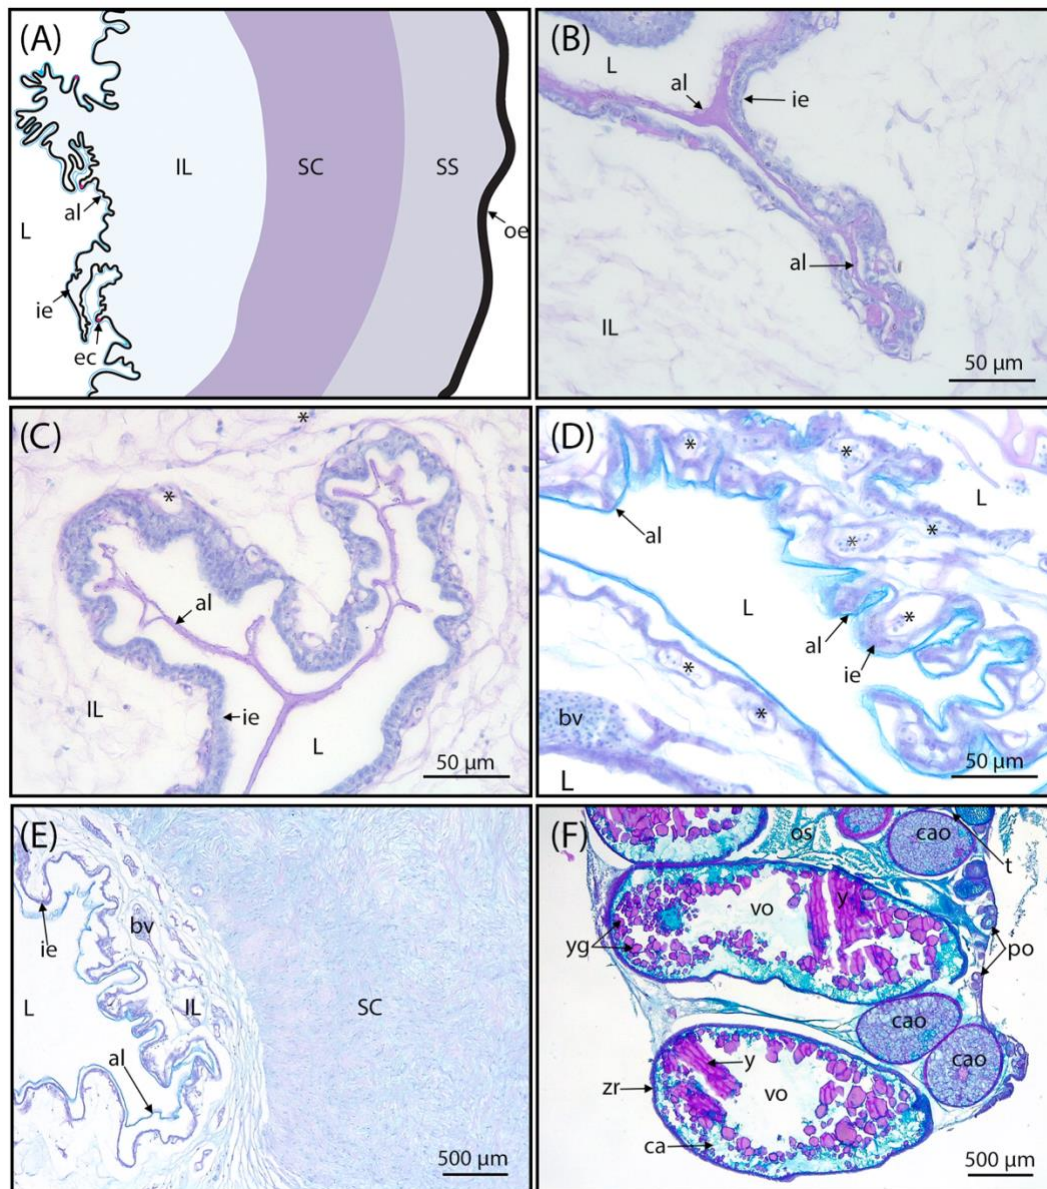 (A)
IL
SC
SS
al
L
oe
ie
ec
(B)
L
al
ie
al
IL
50 µm
(C)
*
*
al
IL
ie
L
50 µm
(D)
*
*
L
al
*
*
L
*
al
ie
*
*
bv
L
50 µm
(E)
ie
bv
L
IL
SC
al
500 µm
(F)
os
cao
t
y
vo
yg
po
cao
cao
y
zr
vo
ca
500 µm